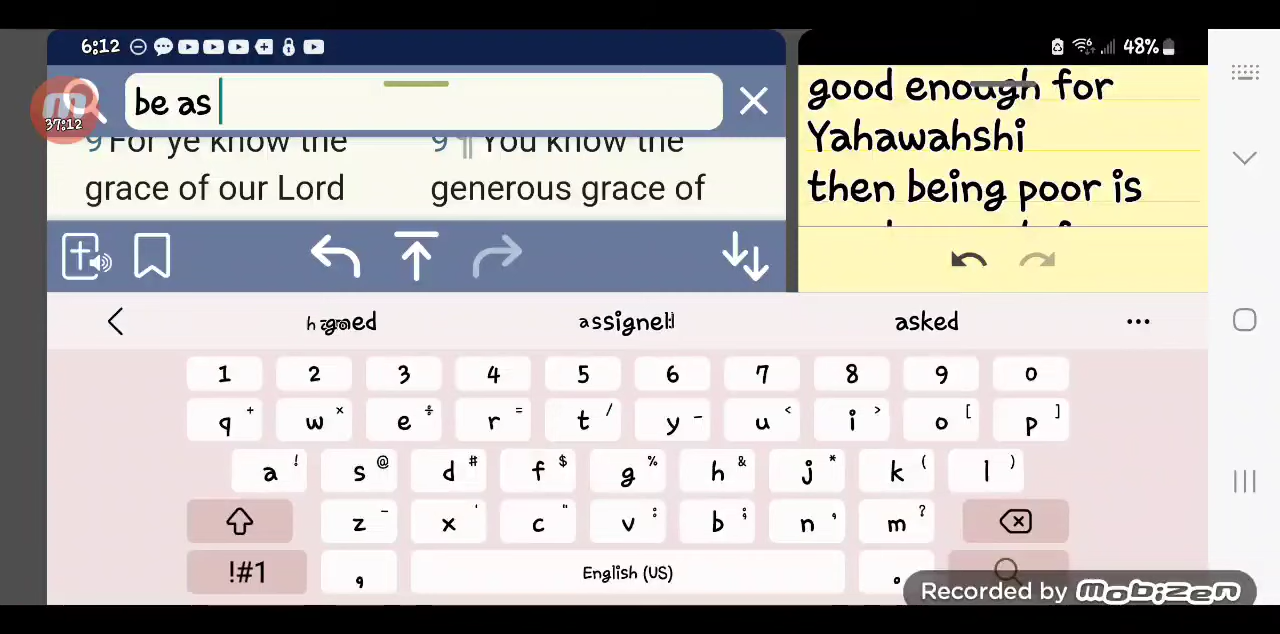 6:12
48%
be as
37:12
9 For ye know the
grace of our Lord
9 ¶ You know the
generous grace of
good enough for
Yahawahshi
then being poor is
assigned
asked
1 2 3 4 5 6 7 8 9 0
q + w × e ÷ r = t / y - u < i > o [ p ]
a ! s @ d # f $ g % h & j * k ( l )
z - x ' c " v : b ; n , m ?
!#1 , English (US) .
Recorded by mobizen